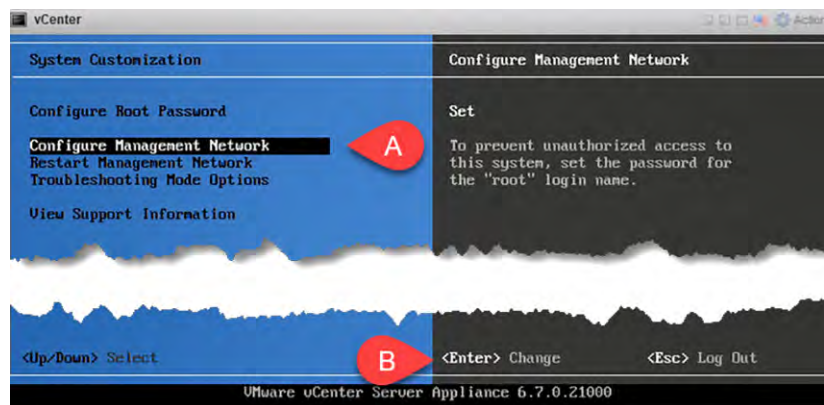 vCenter
Action
System Customization
Configure Management Network
Configure Root Password
Configure Management Network
Restart Management Network
Troubleshooting Mode Options
View Support Information
A
Set
To prevent unauthorized access to
this system, set the password for
the "root" login name.
<Up/Down> Select
B
<Enter> Change
<Esc> Log Out
VMware vCenter Server Appliance 6.7.0.21000